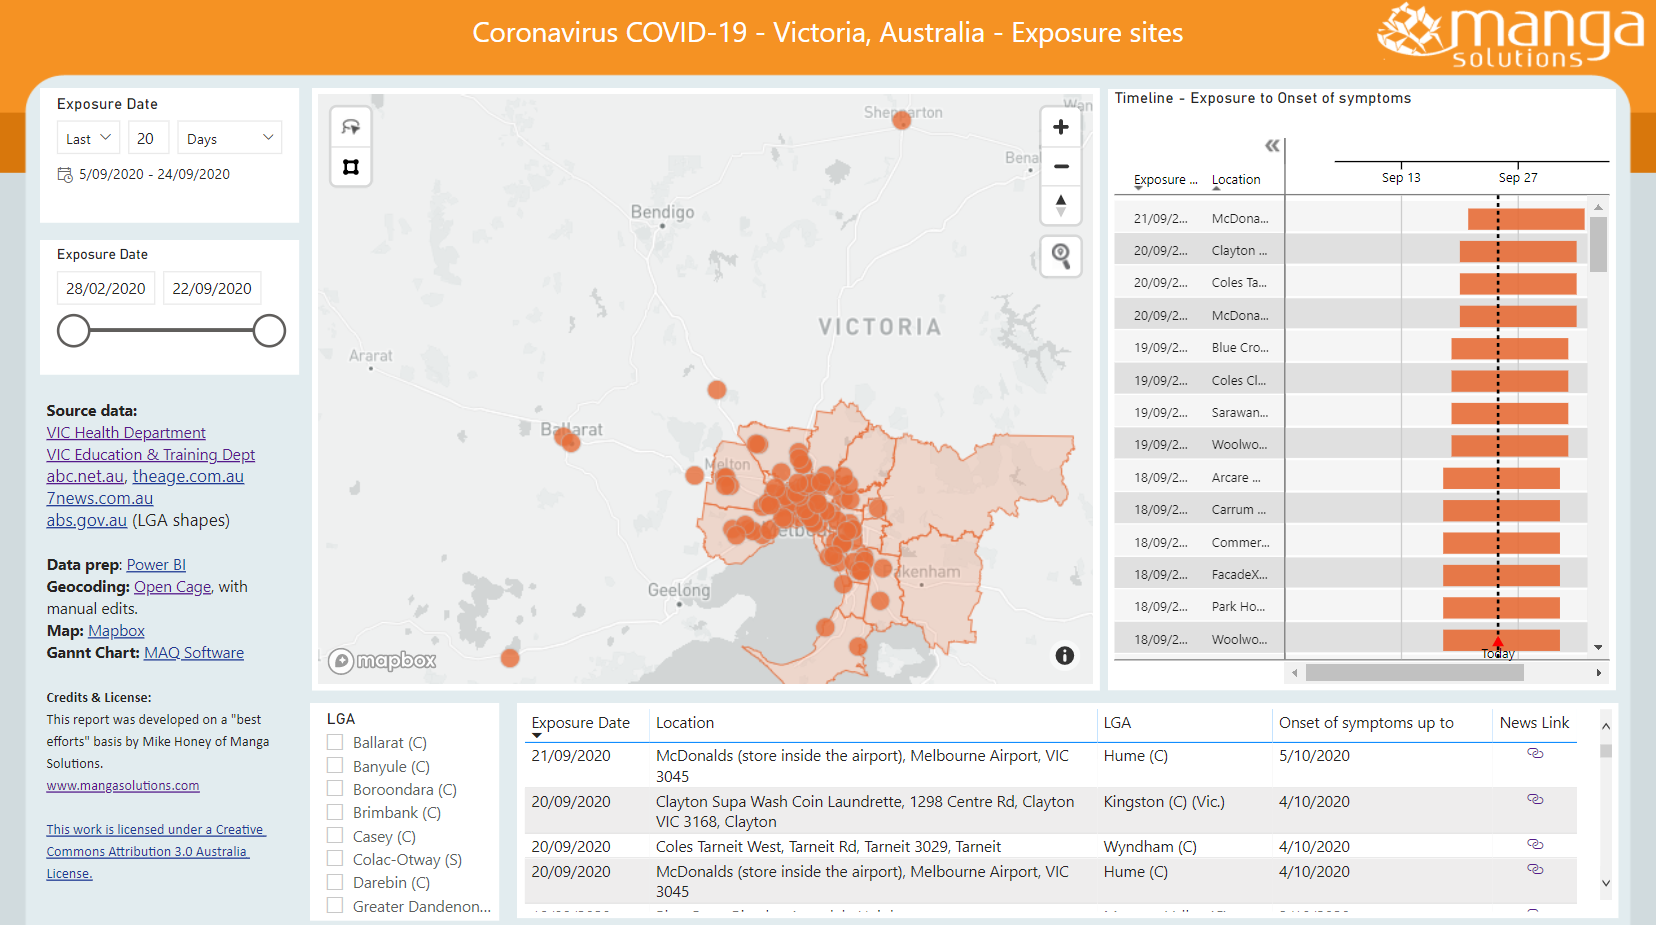 Coronavirus COVID-19 - Victoria, Australia - Exposure sites
manga
solutions
Exposure Date
Last 20 Days
5/09/2020 - 24/09/2020
Exposure Date
28/02/2020 22/09/2020
Source data:
VIC Health Department
VIC Education & Training Dept
abc.net.au, theage.com.au
7news.com.au
abs.gov.au (LGA shapes)
Data prep: Power BI
Geocoding: Open Cage, with
manual edits.
Map: Mapbox
Gannt Chart: MAQ Software
Credits & License:
This report was developed on a "best
efforts" basis by Mike Honey of Manga
Solutions.
www.mangasolutions.com
This work is licensed under a Creative
Commons Attribution 3.0 Australia
License.
Shepparton
Wan
Benal
Bendigo
VICTORIA
Ararat
Ballarat
Melton
Geelong
mapbox
Timeline - Exposure to Onset of symptoms
Exposure ... Location Sep 13 Sep 27
21/09/2... McDona...
20/09/2... Clayton ...
20/09/2... Coles Ta...
20/09/2... McDona...
19/09/2... Blue Cro...
19/09/2... Coles Cl...
19/09/2... Sarawan...
19/09/2... Woolwo...
18/09/2... Arcare ...
18/09/2... Carrum ...
18/09/2... Commer...
18/09/2... FacadeX...
18/09/2... Park Ho...
18/09/2... Woolwo...
Today
LGA
Ballarat (C)
Banyule (C)
Boroondara (C)
Brimbank (C)
Casey (C)
Colac-Otway (S)
Darebin (C)
Greater Dandenon...
Exposure Date Location LGA Onset of symptoms up to News Link
21/09/2020 McDonalds (store inside the airport), Melbourne Airport, VIC Hume (C) 5/10/2020
3045
20/09/2020 Clayton Supa Wash Coin Laundrette, 1298 Centre Rd, Clayton Kingston (C) (Vic.) 4/10/2020
VIC 3168, Clayton
20/09/2020 Coles Tarneit West, Tarneit Rd, Tarneit 3029, Tarneit Wyndham (C) 4/10/2020
20/09/2020 McDonalds (store inside the airport), Melbourne Airport, VIC Hume (C) 4/10/2020
3045